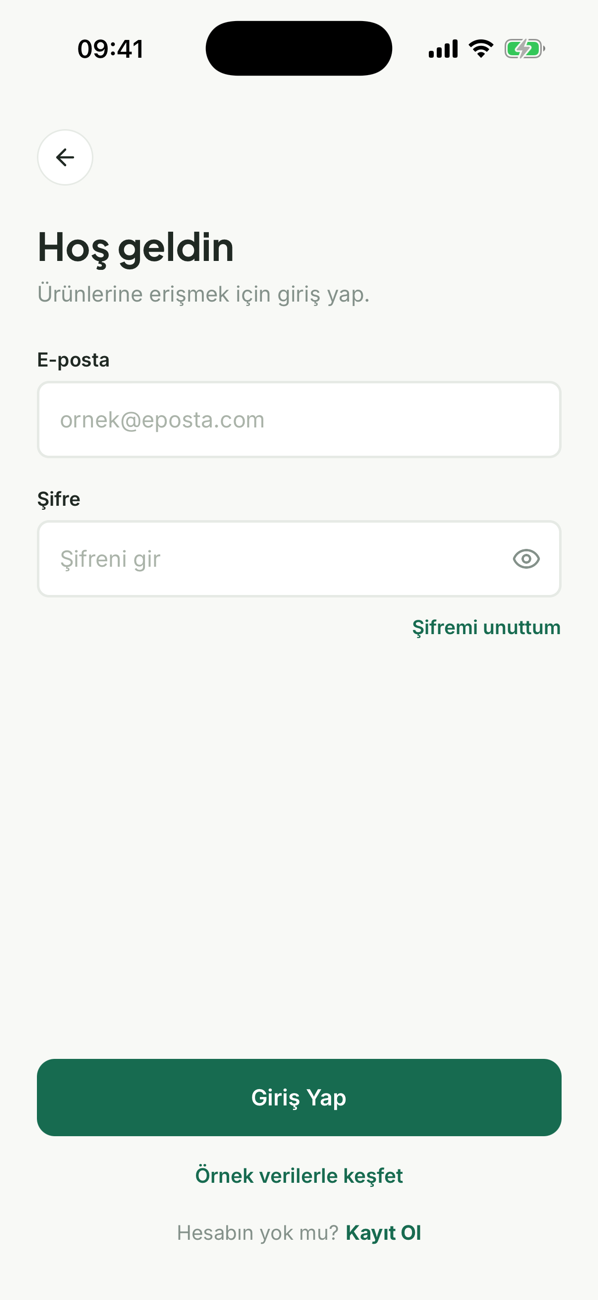 09:41
Hoş geldin
Ürünlerine erişmek için giriş yap.
E-posta
ornek@eposta.com
Şifre
Şifreni gir
Şifremi unuttum
Giriş Yap
Örnek verilerle keşfet
Hesabın yok mu? Kayıt Ol